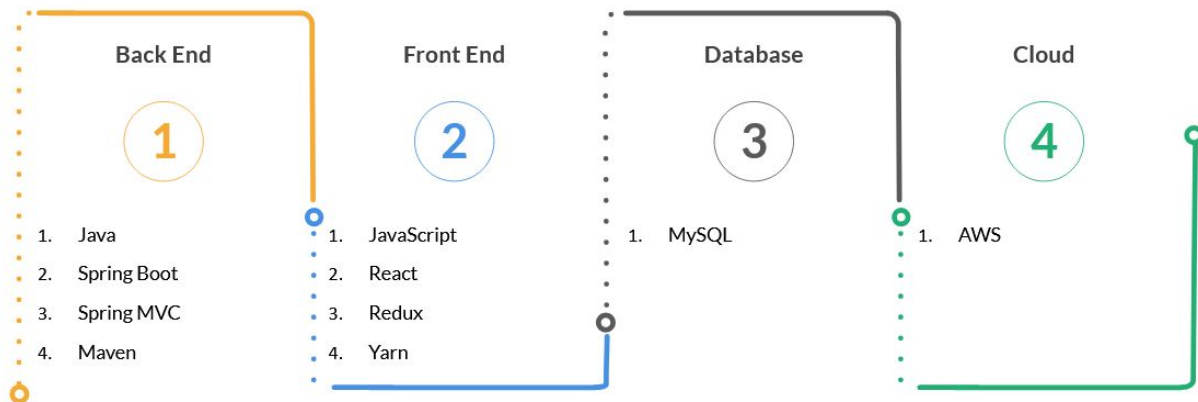 Back End
1
1. Java
2. Spring Boot
3. Spring MVC
4. Maven
Front End
2
1. JavaScript
2. React
3. Redux
4. Yarn
Database
3
1. MySQL
Cloud
4
1. AWS